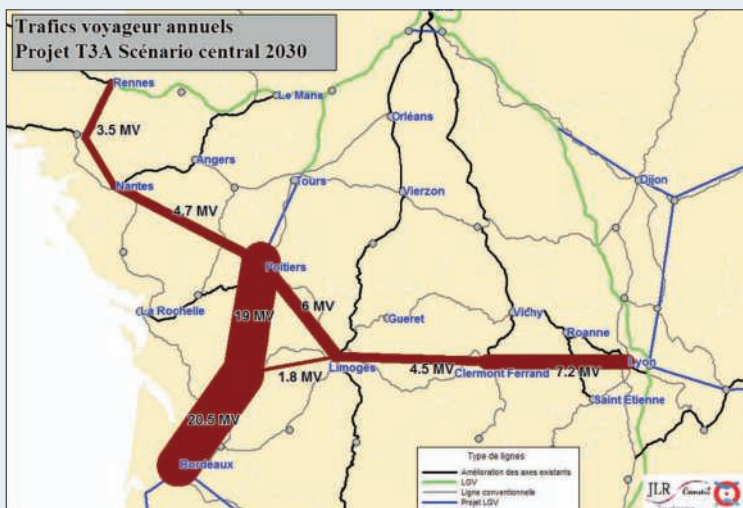 Trafics voyageur annuels
Projet T3A Scénario central 2030
Rennes
Le Mans
3.5 MV
Orléans
Angers
Nantes
Tours
Dijon
Vierzon
4.7 MV
Poitiers
La Rochelle
19 MV
6 MV
Gueret
Vichy
Roanne
Limoges
1.8 MV
4.5 MV
Clermont Ferrand
7.2 MV
Lyon
Saint Étienne
20.5 MV
Bordeaux
Type de lignes
Amélioration des axes existants
LGV
Ligne conventionnelle
Projet LGV
JLR Conseil